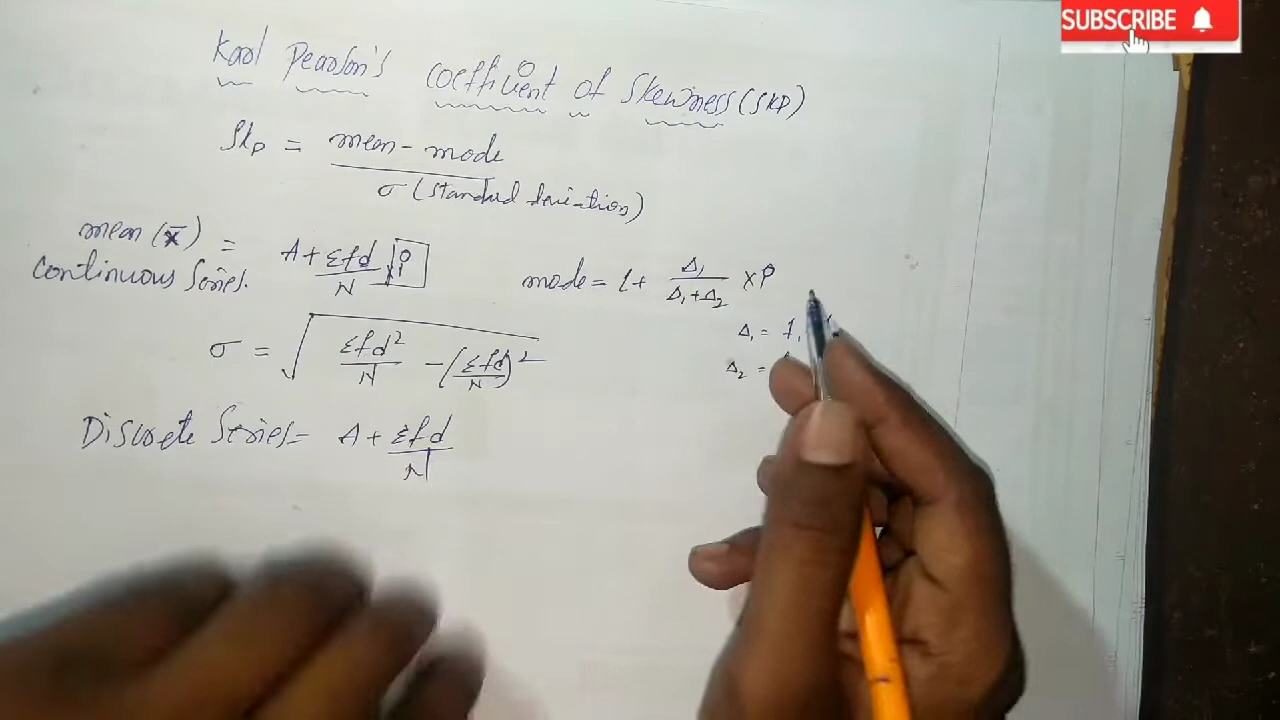 SUBSCRIBE
Karl Pearson's coefficient of Skewness (SKP)
Skp = mean - mode
σ (standard deviation)
mean (x̄) = A + Σfd / N × i
Continuous Series.
mode = l + Δ₁ / Δ₁+Δ₂ × i
Δ₁ = f₁
Δ₂ =
σ = √ Σfd² / N - (Σfd / N)²
Discrete Series = A + Σfd / N